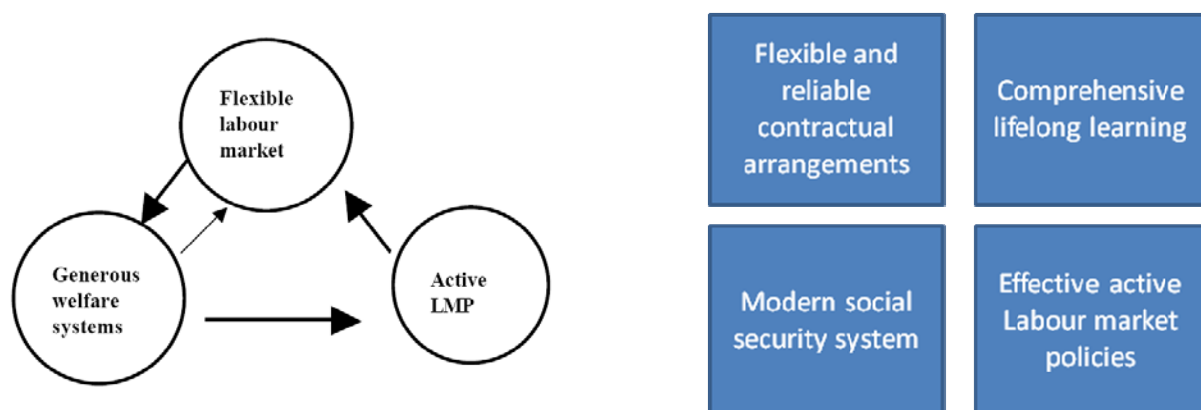 Flexible
labour
market
Generous
welfare
systems
Active
LMP
Flexible and
reliable
contractual
arrangements
Comprehensive
lifelong learning
Modern social
security system
Effective active
Labour market
policies